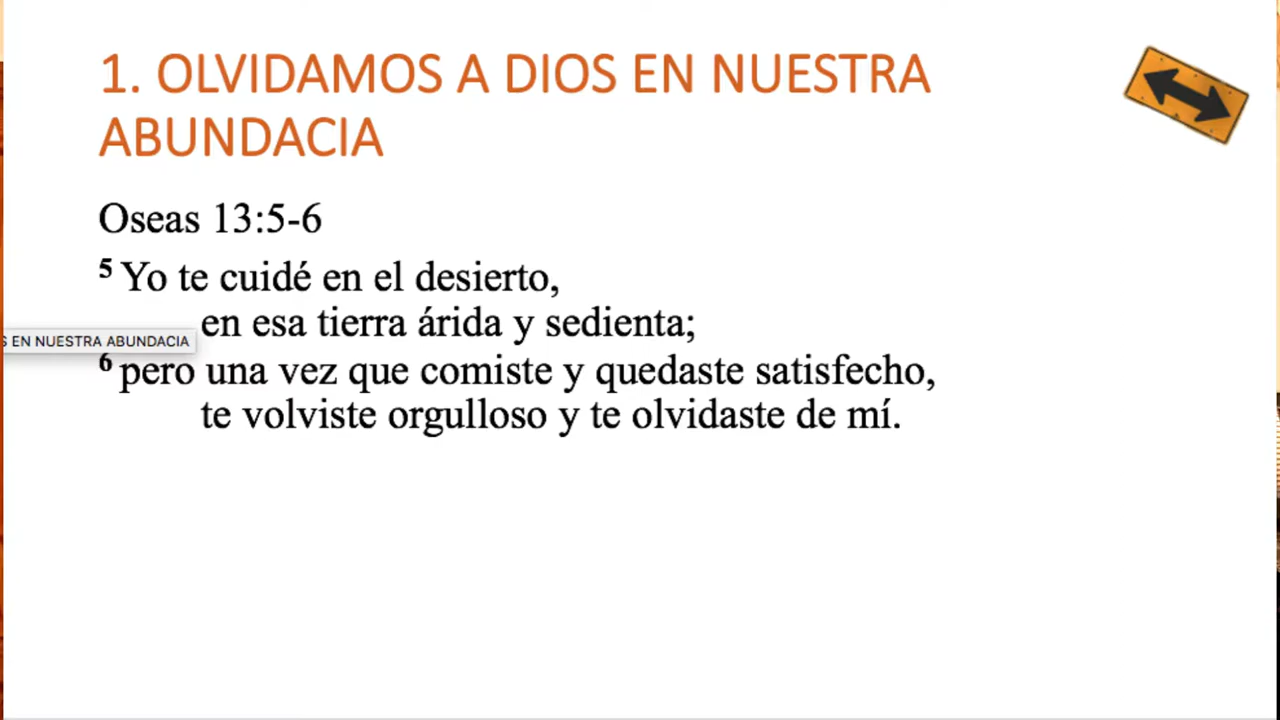 1. OLVIDAMOS A DIOS EN NUESTRA
ABUNDACIA
Oseas 13:5-6
5 Yo te cuidé en el desierto,
en esa tierra árida y sedienta;
EN NUESTRA ABUNDACIA
6 pero una vez que comiste y quedaste satisfecho,
te volviste orgulloso y te olvidaste de mí.